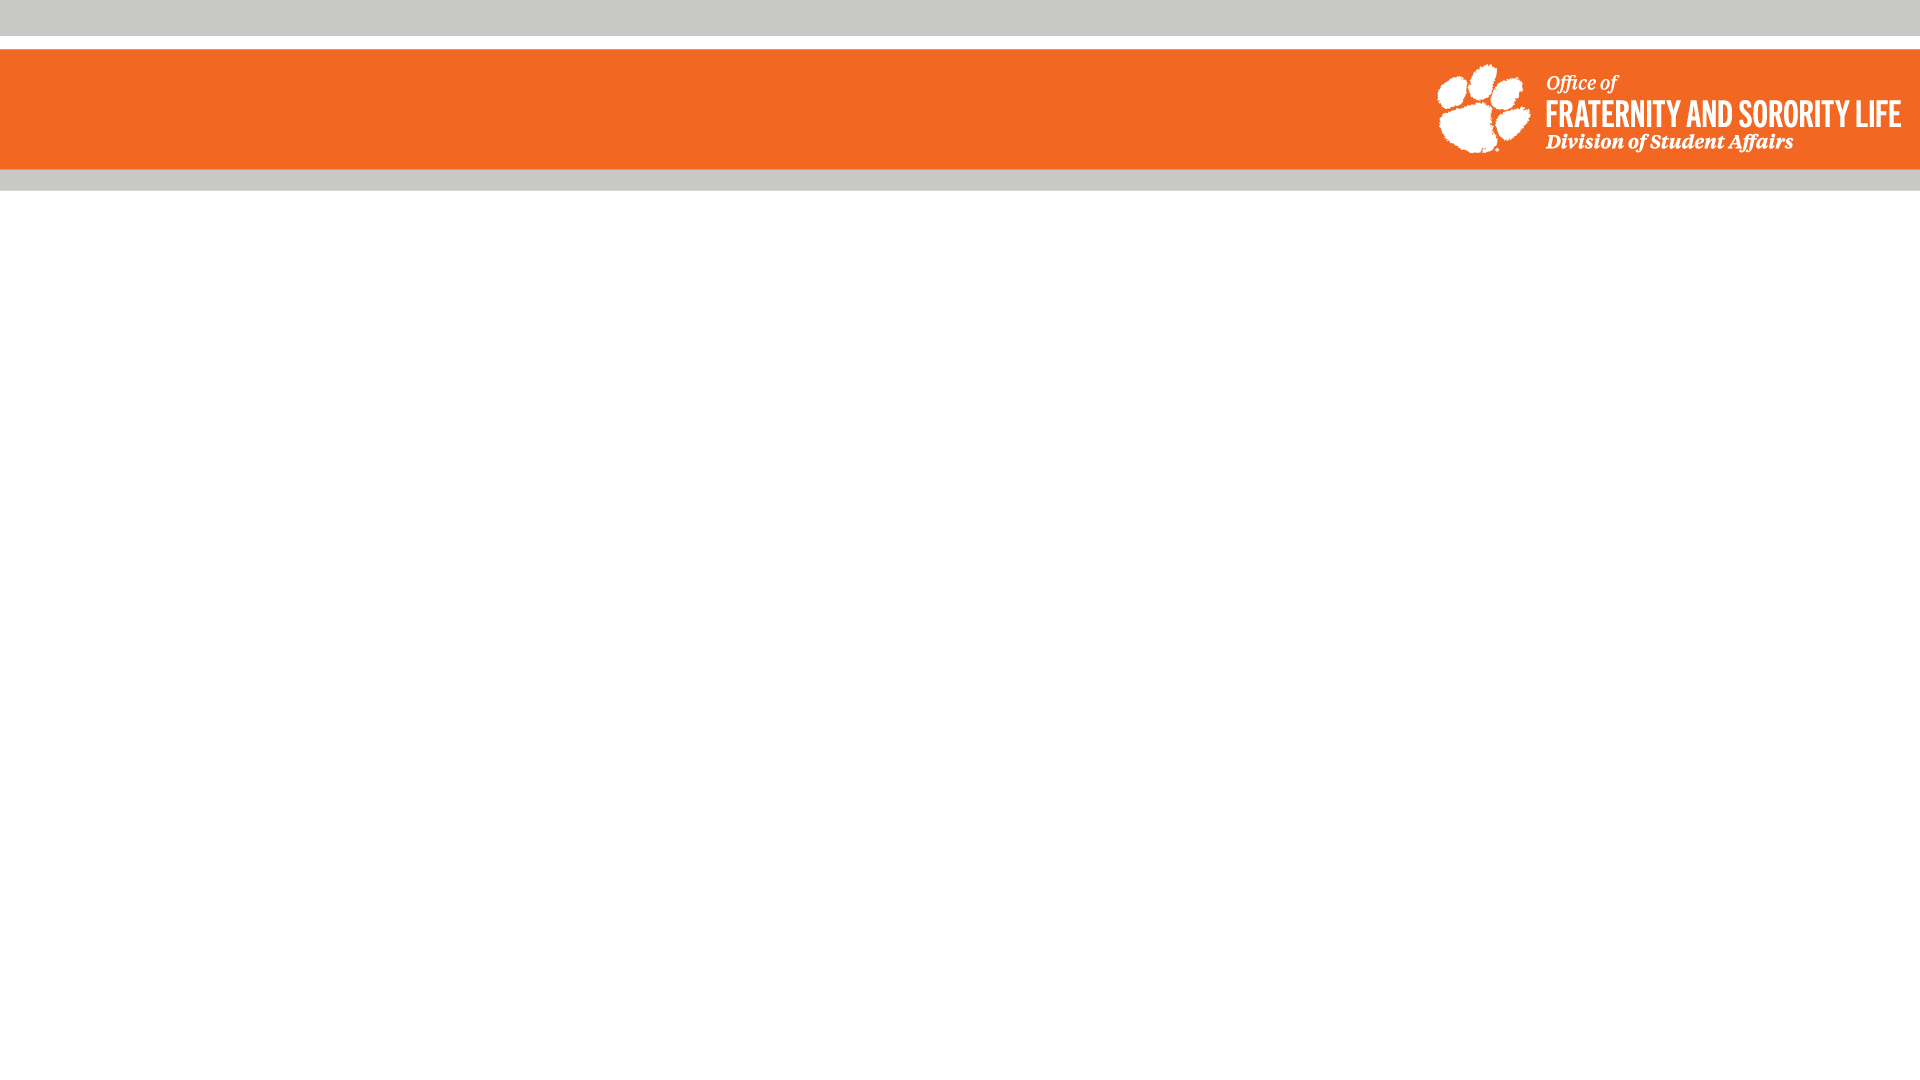 Office of
FRATERNITY AND SORORITY LIFE
Division of Student Affairs